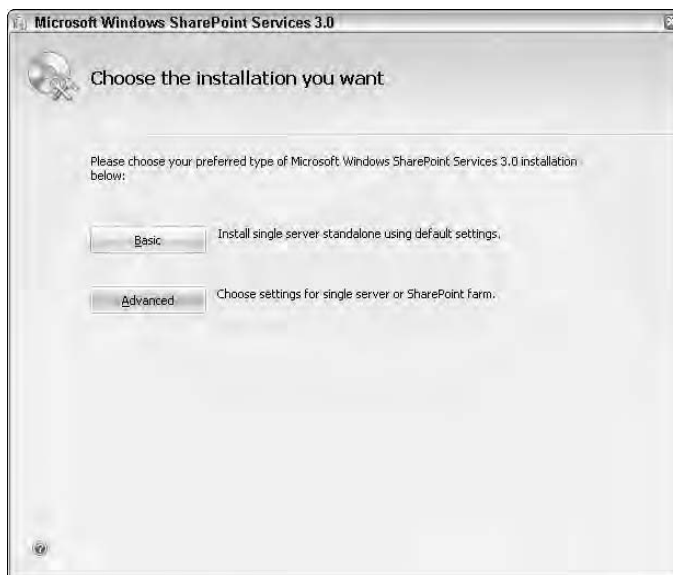 Microsoft Windows SharePoint Services 3.0
Choose the installation you want
Please choose your preferred type of Microsoft Windows SharePoint Services 3.0 installation
below:
Basic
Install single server standalone using default settings.
Advanced
Choose settings for single server or SharePoint farm.